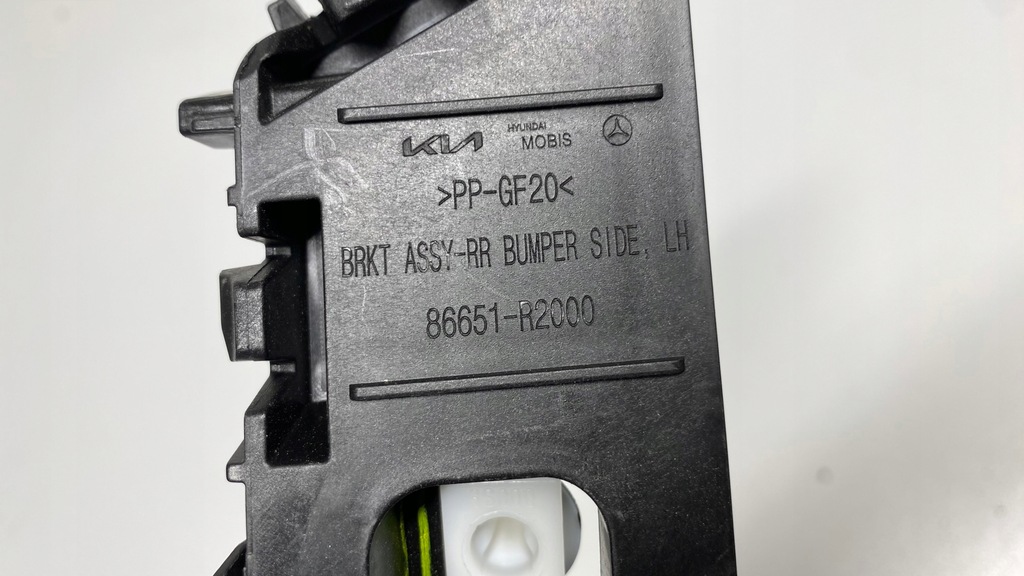 KIA HYUNDAI MOBIS
>PP-GF20<
BRKT ASSY-RR BUMPER SIDE, LH
86651-R2000